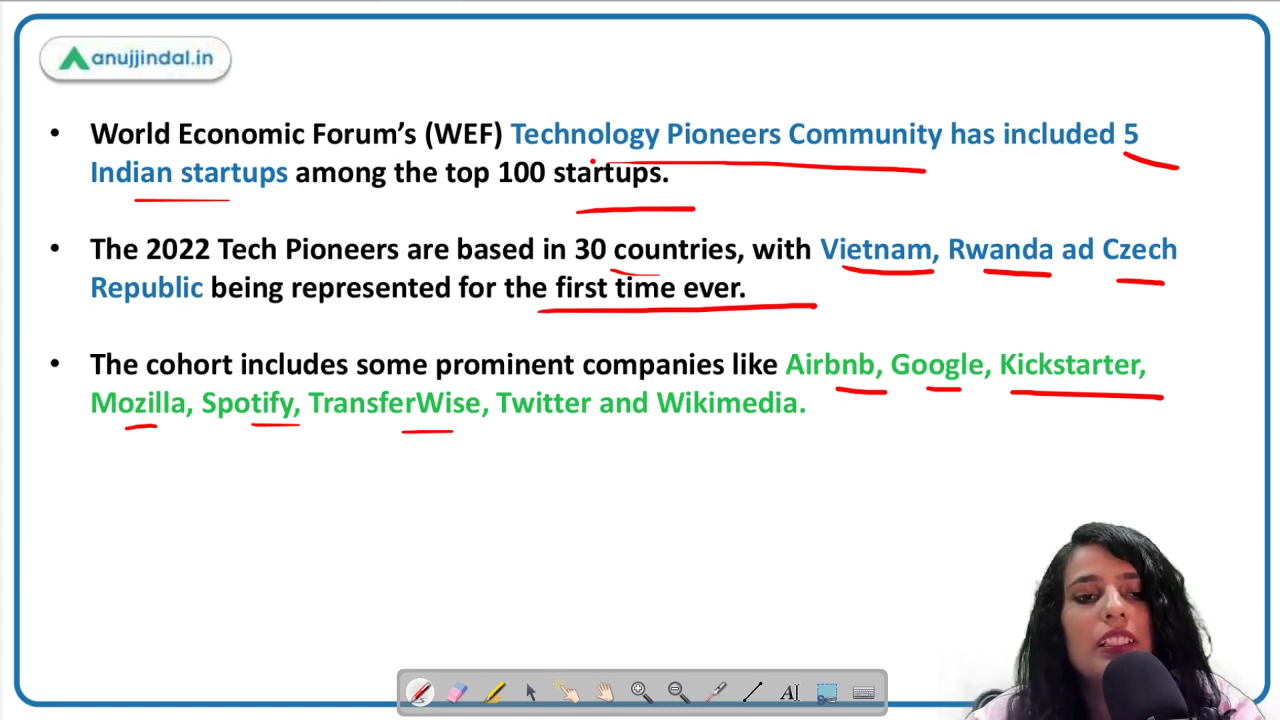 anujjindal.in
• World Economic Forum's (WEF) Technology Pioneers Community has included 5
Indian startups among the top 100 startups.
• The 2022 Tech Pioneers are based in 30 countries, with Vietnam, Rwanda ad Czech
Republic being represented for the first time ever.
• The cohort includes some prominent companies like Airbnb, Google, Kickstarter,
Mozilla, Spotify, TransferWise, Twitter and Wikimedia.
AI